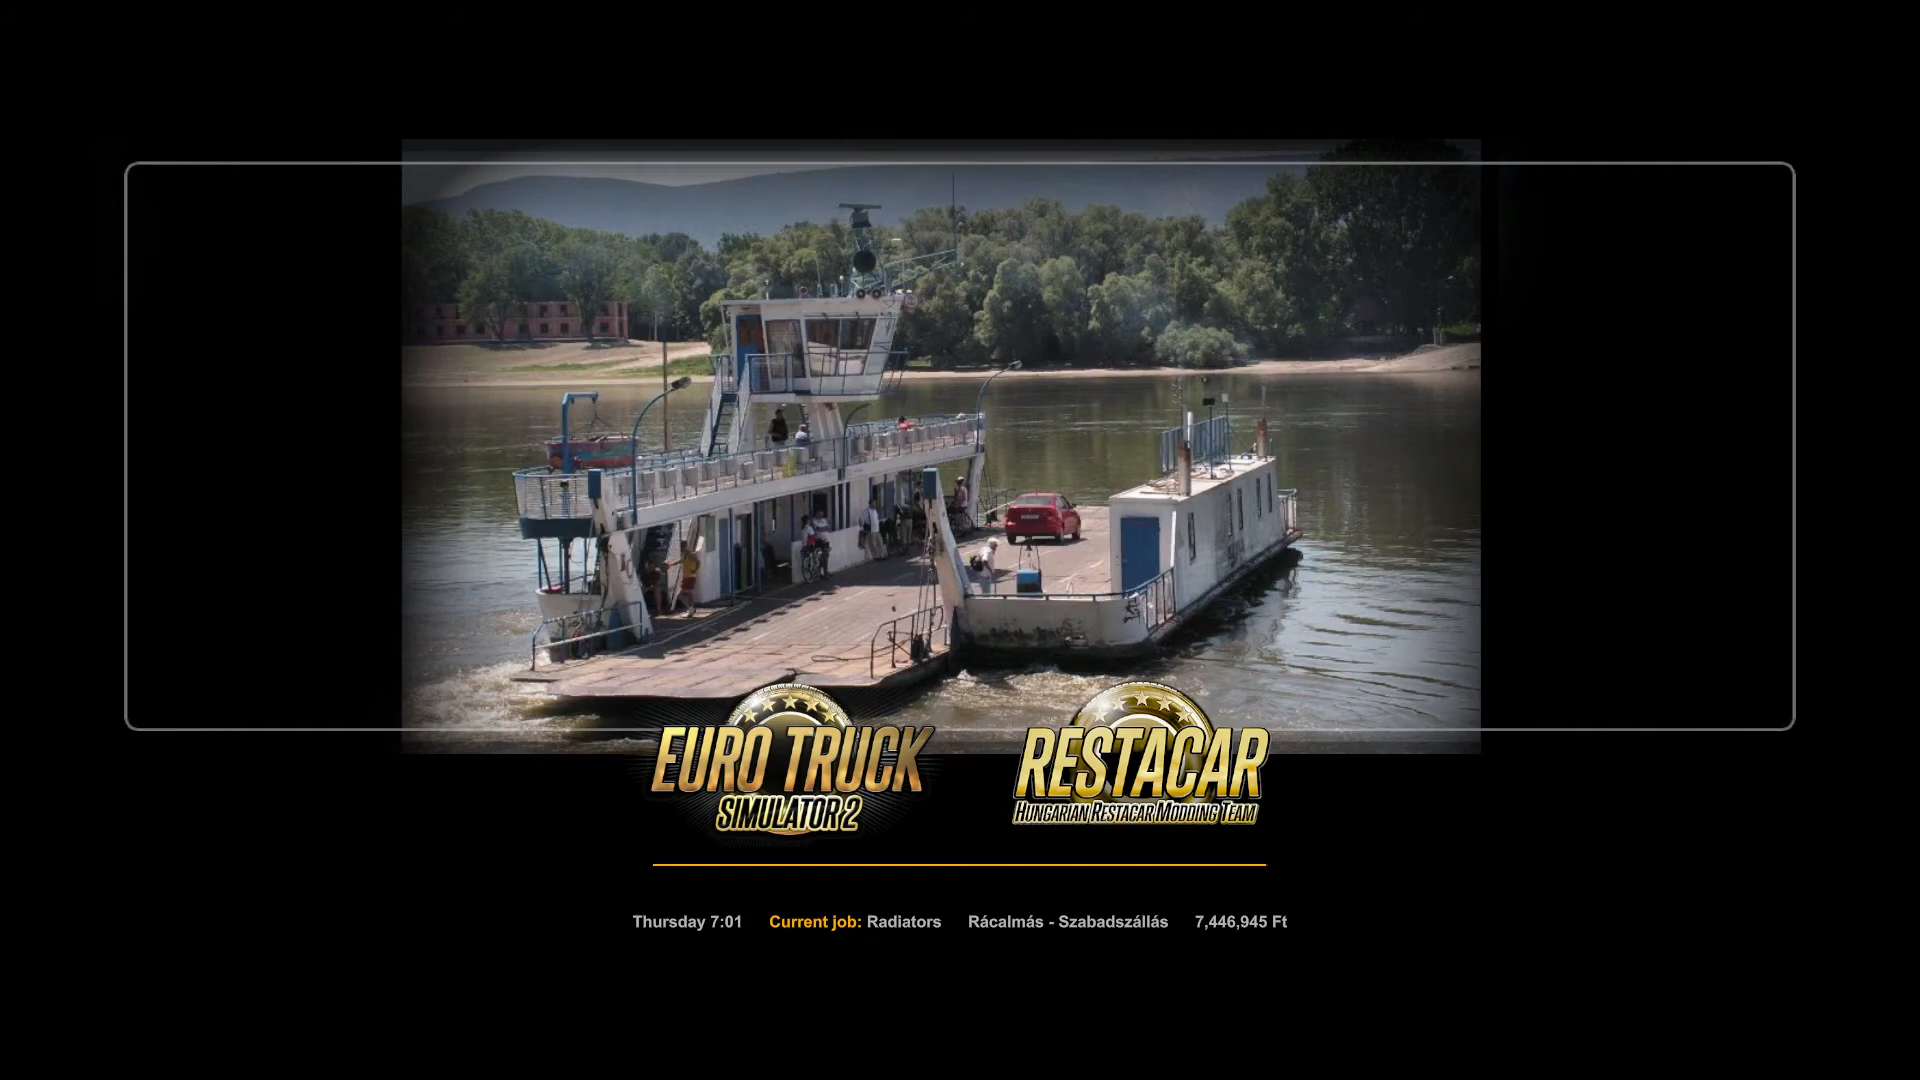 EURO TRUCK
SIMULATOR 2
RESTACAR
HUNGARIAN RESTACAR MODDING TEAM
Thursday 7:01 Current job: Radiators Rácalmás - Szabadszállás 7,446,945 Ft